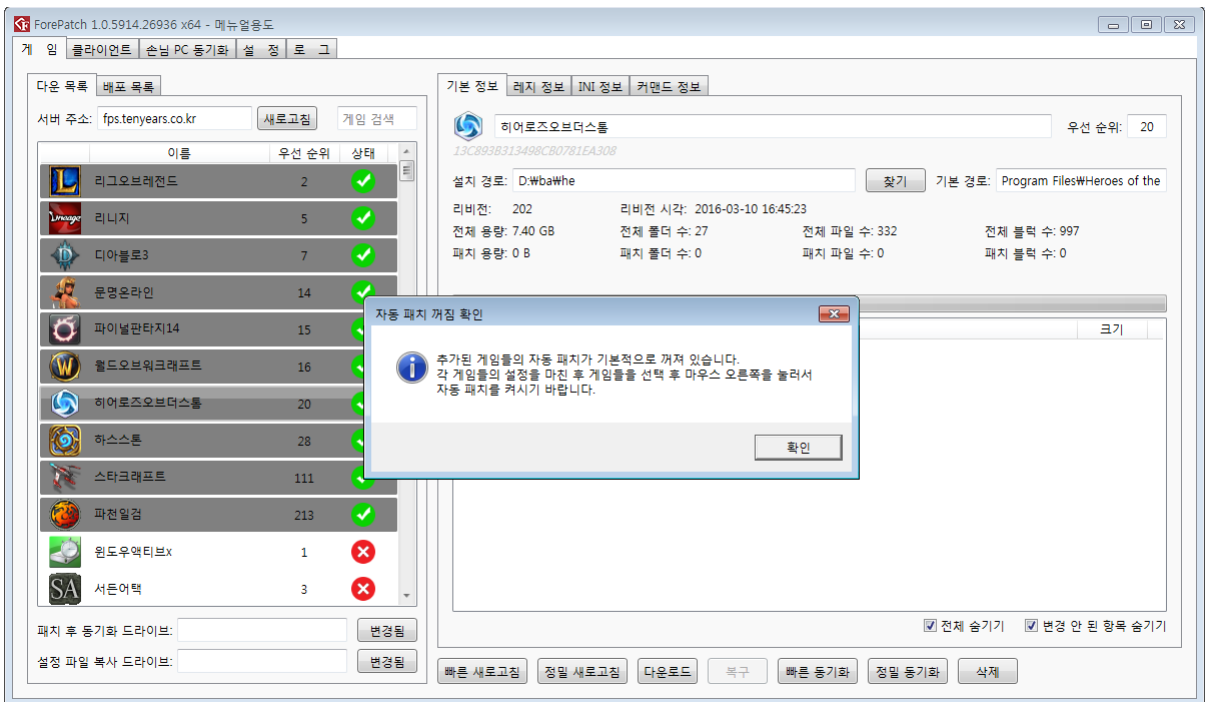 ForePatch 1.0.5914.26936 x64 - 메뉴얼용도
게 임 클라이언트 손님 PC 동기화 설 정 로 그
다운 목록 배포 목록
서버 주소: fps.tenyears.co.kr 새로고침 게임 검색
이름 우선 순위 상태
리그오브레전드 2
Lineage 리니지 5
디아블로3 7
문명온라인 14
파이널판타지14 15
월드오브워크래프트 16
히어로즈오브더스톰 20
하스스톤 28
스타크래프트 111
파천일검 213
윈도우액티브x 1
SA 서든어택 3
패치 후 동기화 드라이브: 변경됨
설정 파일 복사 드라이브: 변경됨
기본 정보 레지 정보 INI 정보 커맨드 정보
히어로즈오브더스톰 우선 순위: 20
13C893B313498CB0781EA308
설치 경로: D:₩ba₩he 찾기 기본 경로: Program Files₩Heroes of the
리비전: 202 리비전 시각: 2016-03-10 16:45:23
전체 용량: 7.40 GB 전체 폴더 수: 27 전체 파일 수: 332 전체 블럭 수: 997
패치 용량: 0 B 패치 폴더 수: 0 패치 파일 수: 0 패치 블럭 수: 0
크기
자동 패치 꺼짐 확인
추가된 게임들의 자동 패치가 기본적으로 꺼져 있습니다.
각 게임들의 설정을 마친 후 게임들을 선택 후 마우스 오른쪽을 눌러서
자동 패치를 켜시기 바랍니다.
확인
전체 숨기기 변경 안 된 항목 숨기기
빠른 새로고침 정밀 새로고침 다운로드 복구 빠른 동기화 정밀 동기화 삭제